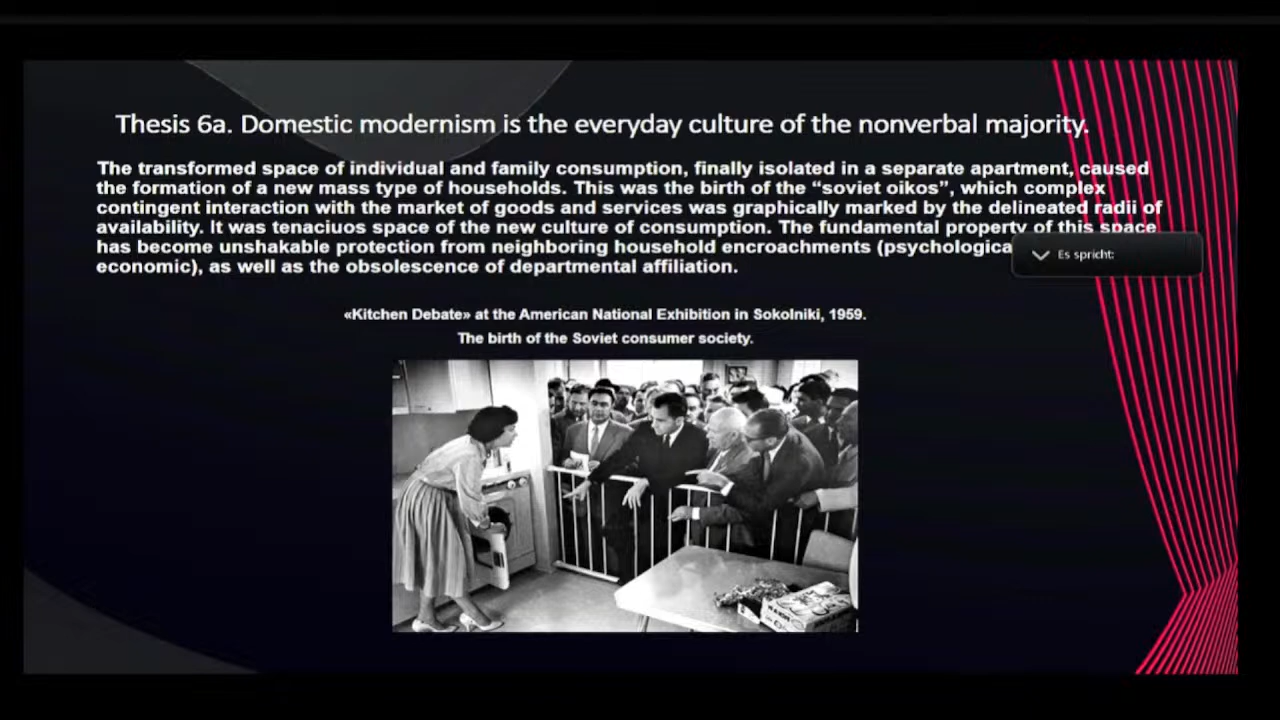 Thesis 6a. Domestic modernism is the everyday culture of the nonverbal majority.
The transformed space of individual and family consumption, finally isolated in a separate apartment, caused
the formation of a new mass type of households. This was the birth of the “soviet oikos”, which complex
contingent interaction with the market of goods and services was graphically marked by the delineated radii of
availability. It was tenaciuos space of the new culture of consumption. The fundamental property of this space
has become unshakable protection from neighboring household encroachments (psychologica
economic), as well as the obsolescence of departmental affiliation.
Es spricht:
«Kitchen Debate» at the American National Exhibition in Sokolniki, 1959.
The birth of the Soviet consumer society.